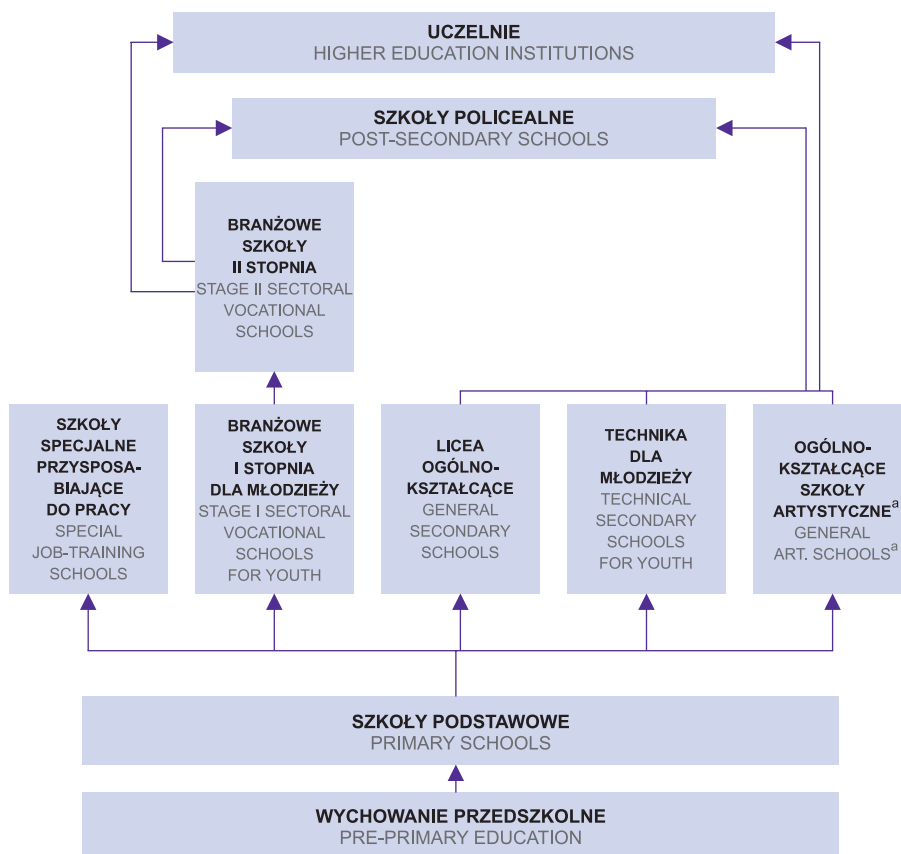 UCZELNIE
HIGHER EDUCATION INSTITUTIONS
SZKOŁY POLICEALNE
POST-SECONDARY SCHOOLS
BRANŻOWE
SZKOŁY
II STOPNIA
STAGE II SECTORAL
VOCATIONAL
SCHOOLS
SZKOŁY
SPECJALNE
PRZYSPOSA-
BIAJĄCE
DO PRACY
SPECIAL
JOB-TRAINING
SCHOOLS
BRANŻOWE
SZKOŁY
I STOPNIA
DLA MŁODZIEŻY
STAGE I SECTORAL
VOCATIONAL
SCHOOLS
FOR YOUTH
LICEA
OGÓLNO-
KSZTAŁCĄCE
GENERAL
SECONDARY
SCHOOLS
TECHNIKA
DLA
MŁODZIEŻY
TECHNICAL
SECONDARY
SCHOOLS
FOR YOUTH
OGÓLNO-
KSZTAŁCĄCE
SZKOŁY
ARTYSTYCZNEa
GENERAL
ART. SCHOOLSa
SZKOŁY PODSTAWOWE
PRIMARY SCHOOLS
WYCHOWANIE PRZEDSZKOLNE
PRE-PRIMARY EDUCATION